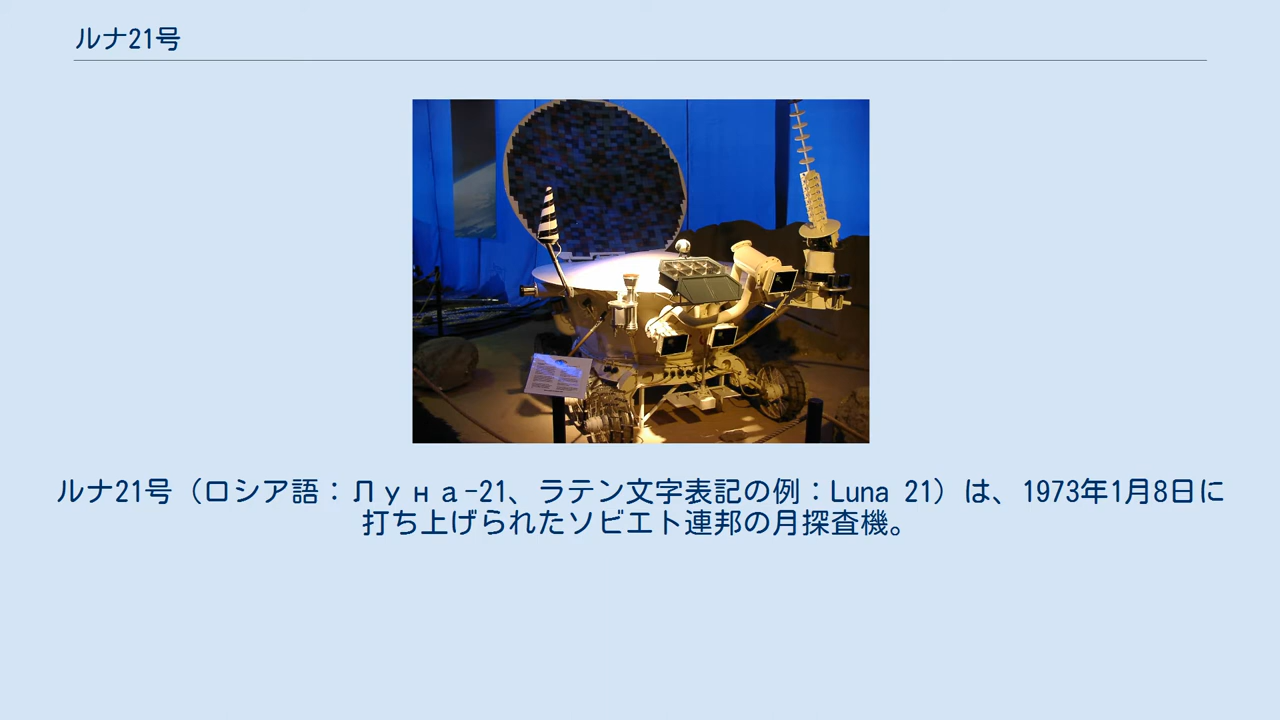 ルナ21号
ルナ21号（ロシア語：Луна-21、ラテン文字表記の例：Luna 21）は、1973年1月8日に
打ち上げられたソビエト連邦の月探査機。